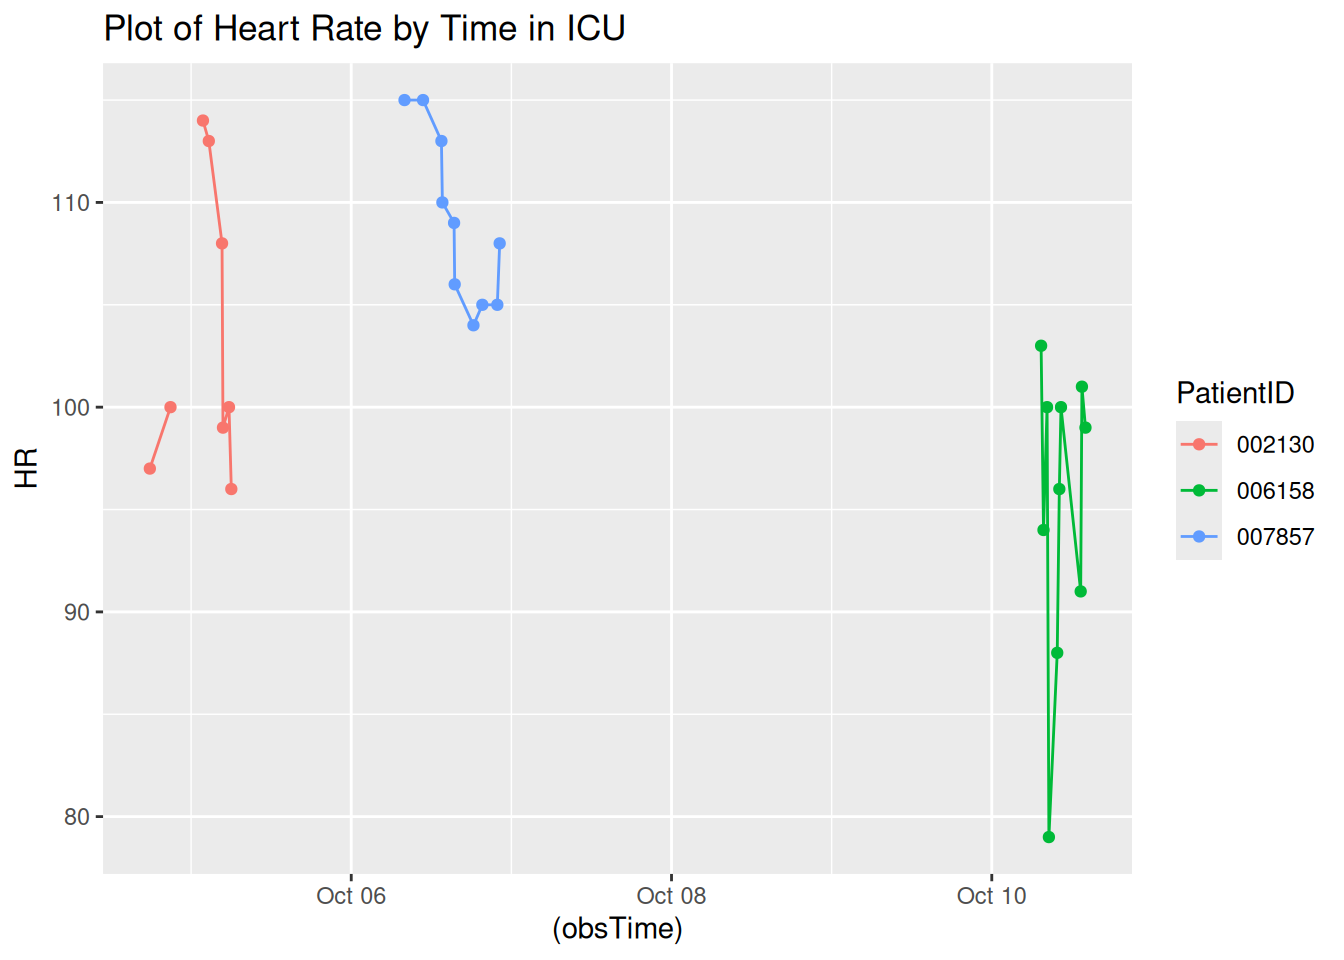 Plot of Heart Rate by Time in ICU
110
100
90
80
HR
Oct 06
Oct 08
Oct 10
(obsTime)
PatientID
002130
006158
007857